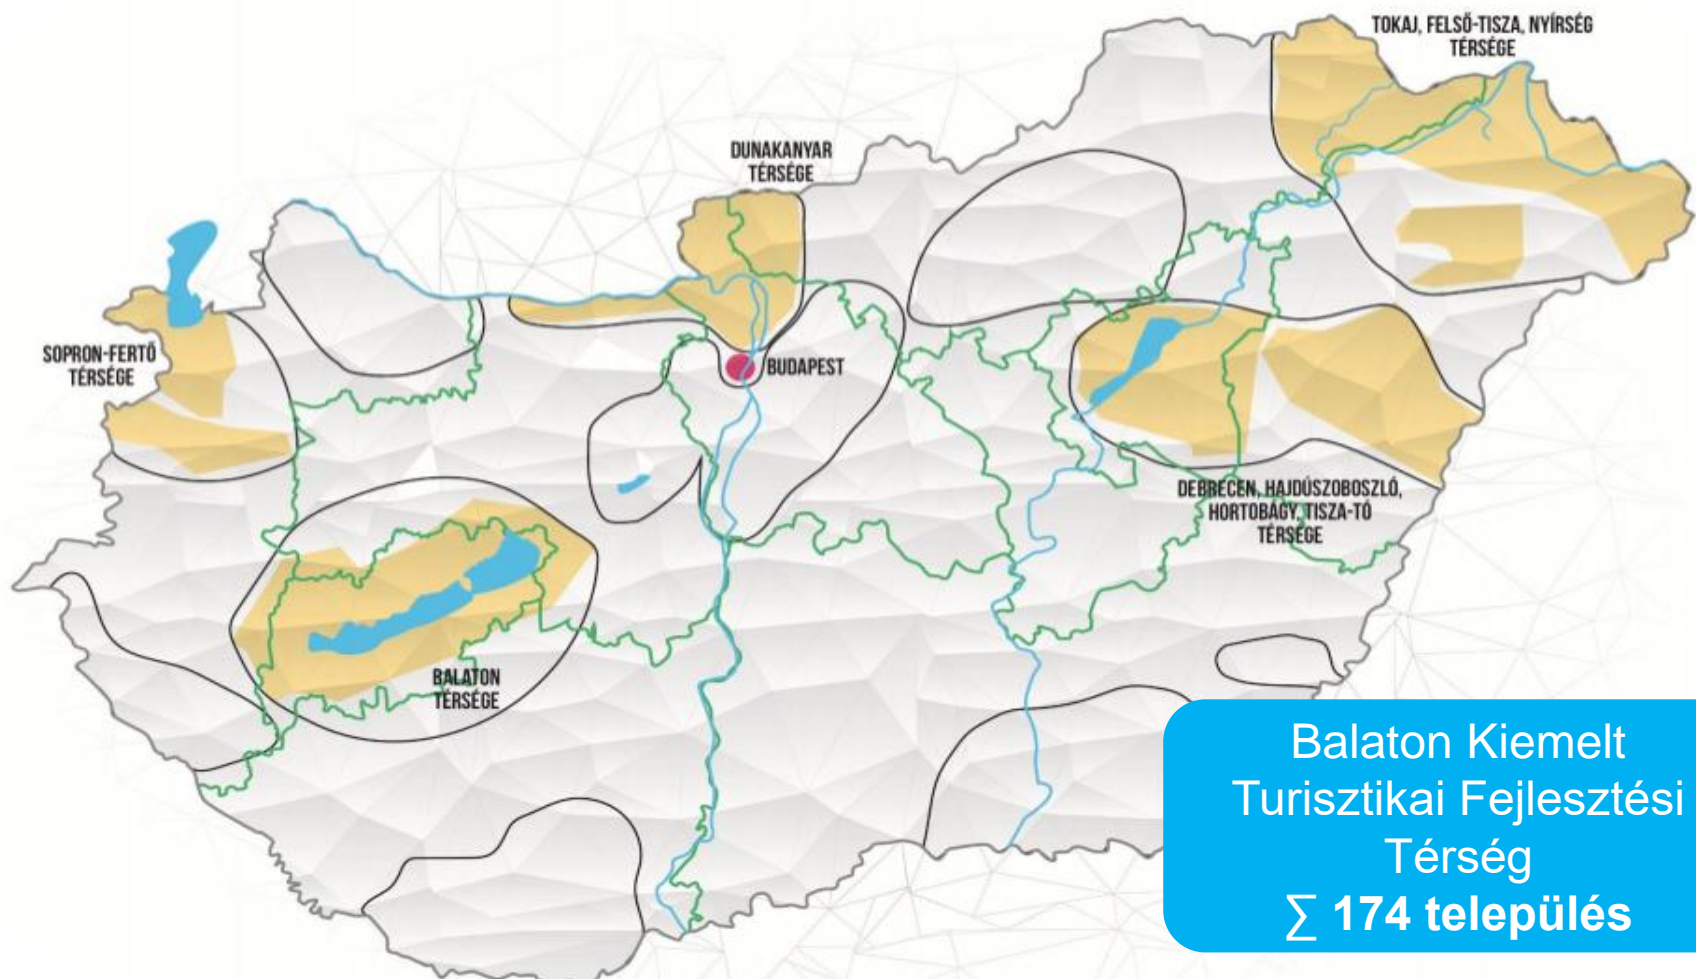 TOKAJ, FELSŐ-TISZA, NYÍRSÉG
TÉRSÉGE
DUNAKANYAR
TÉRSÉGE
SOPRON-FERTŐ
TÉRSÉGE
BUDAPEST
DEBRECEN, HAJDÚSZOBOSZLÓ,
HORTOBÁGY, TISZA-TÓ
TÉRSÉGE
BALATON
TÉRSÉGE
Balaton Kiemelt
Turisztikai Fejlesztési
Térség
∑ 174 település